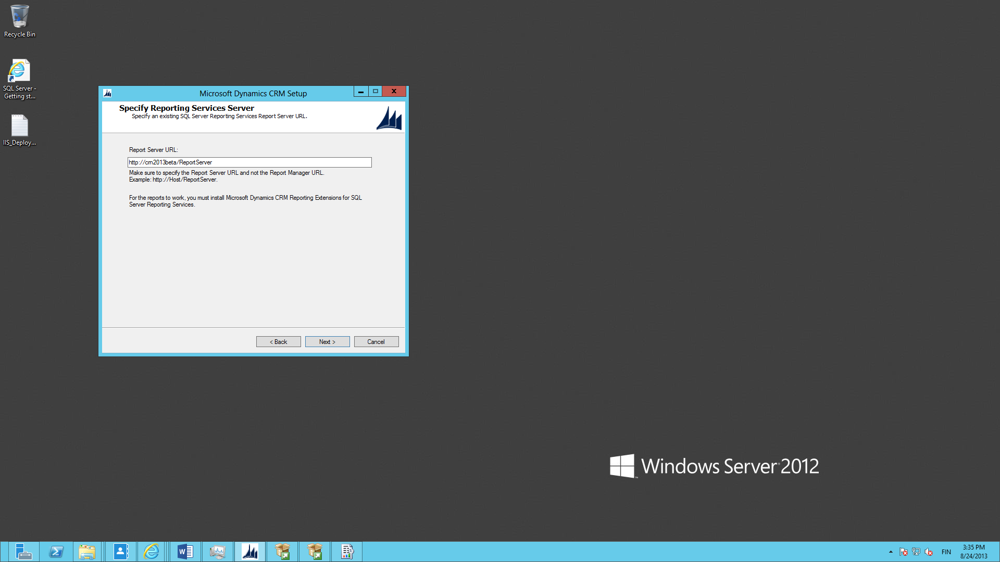 Recycle Bin
SQL Server -
Getting st...
IIS_Deploy...
Microsoft Dynamics CRM Setup
Specify Reporting Services Server
Specify an existing SQL Server Reporting Services Report Server URL.
Report Server URL:
http://crm2013beta/ReportServer
Make sure to specify the Report Server URL and not the Report Manager URL.
Example: http://Host/ReportServer.
For the reports to work, you must install Microsoft Dynamics CRM Reporting Extensions for SQL
Server Reporting Services.
< Back
Next >
Cancel
Windows Server 2012
FIN
3:35 PM
8/24/2013